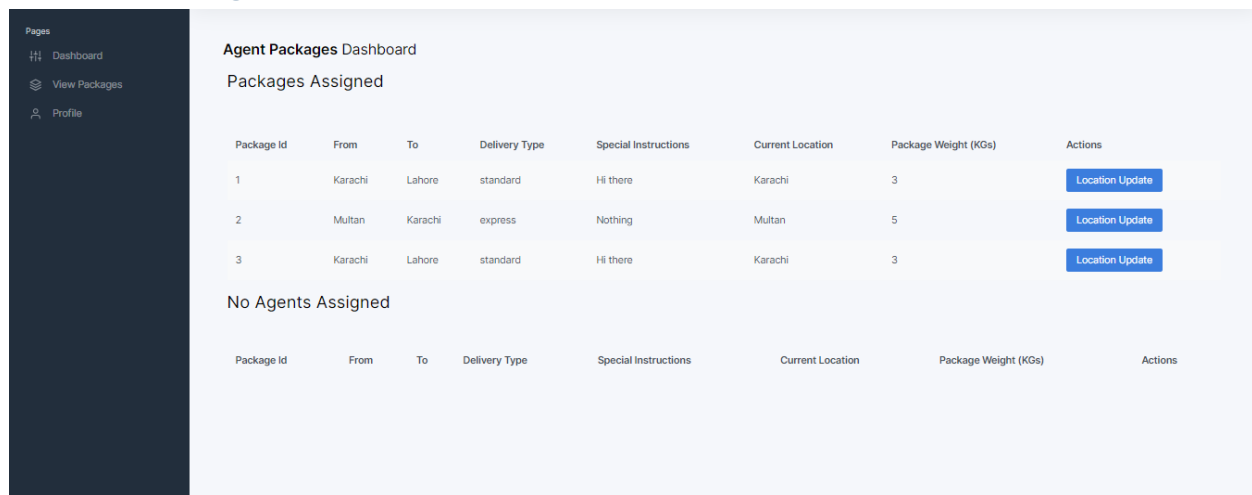 Pages
Dashboard
View Packages
Profile
Agent Packages Dashboard
Packages Assigned
Package Id From To Delivery Type Special Instructions Current Location Package Weight (KGs) Actions
1 Karachi Lahore standard Hi there Karachi 3 Location Update
2 Multan Karachi express Nothing Multan 5 Location Update
3 Karachi Lahore standard Hi there Karachi 3 Location Update
No Agents Assigned
Package Id From To Delivery Type Special Instructions Current Location Package Weight (KGs) Actions